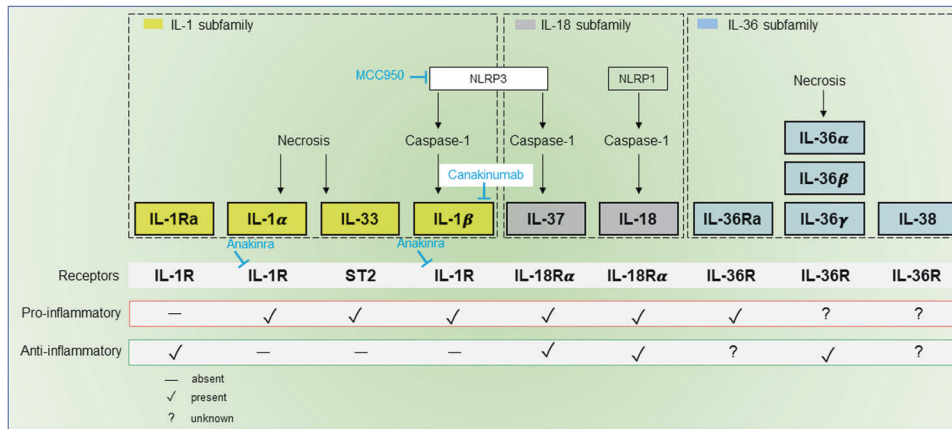 IL-1 subfamily
IL-18 subfamily
IL-36 subfamily
MCC950
NLRP3
NLRP1
Necrosis
Necrosis
Caspase-1
Caspase-1
Caspase-1
IL-36α
Canakinumab
IL-36β
IL-1Ra IL-1α IL-33 IL-1β IL-37 IL-18 IL-36Ra IL-36γ IL-38
Anakinra Anakinra
Receptors IL-1R IL-1R ST2 IL-1R IL-18Rα IL-18Rα IL-36R IL-36R IL-36R
Pro-inflammatory — ✓ ✓ ✓ ✓ ✓ ✓ ? ?
Anti-inflammatory ✓ — — — ✓ ✓ ? ✓ ?
— absent
✓ present
? unknown